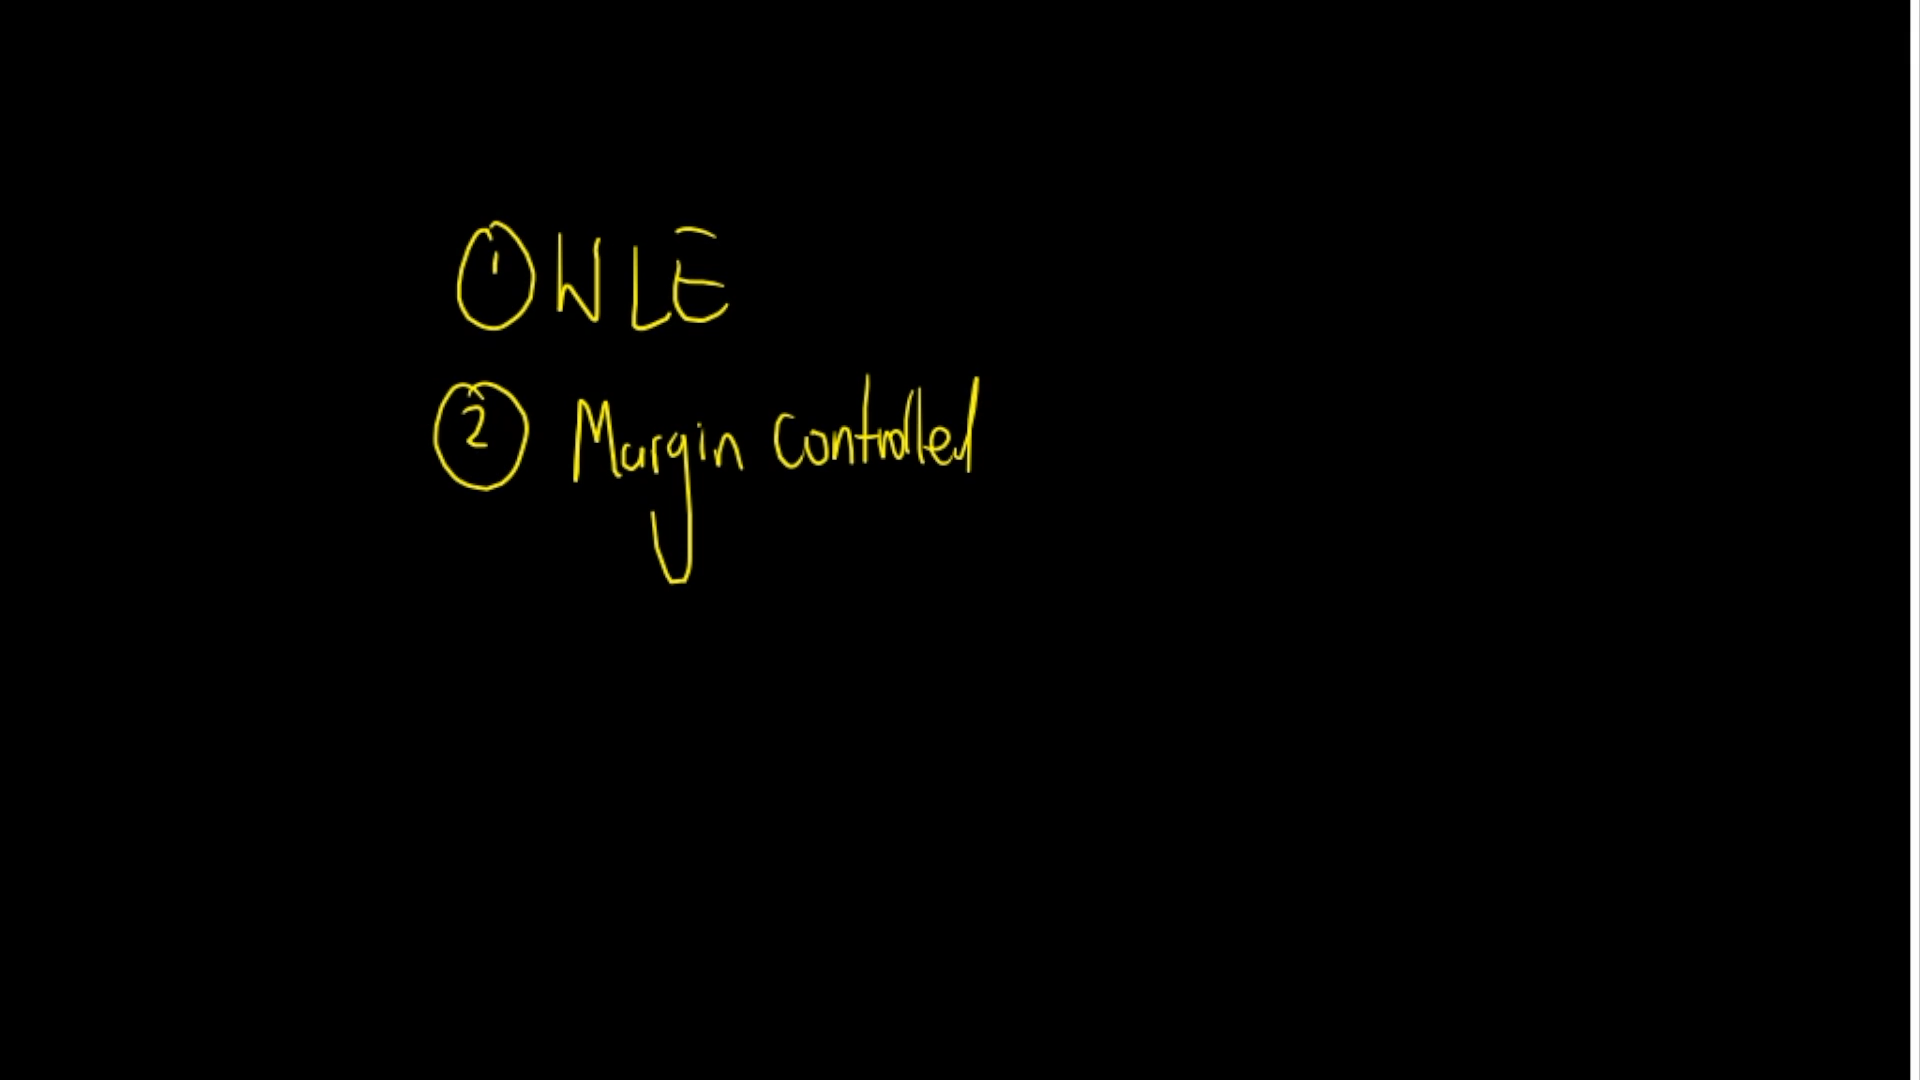 ① WLE
② Margin controlled